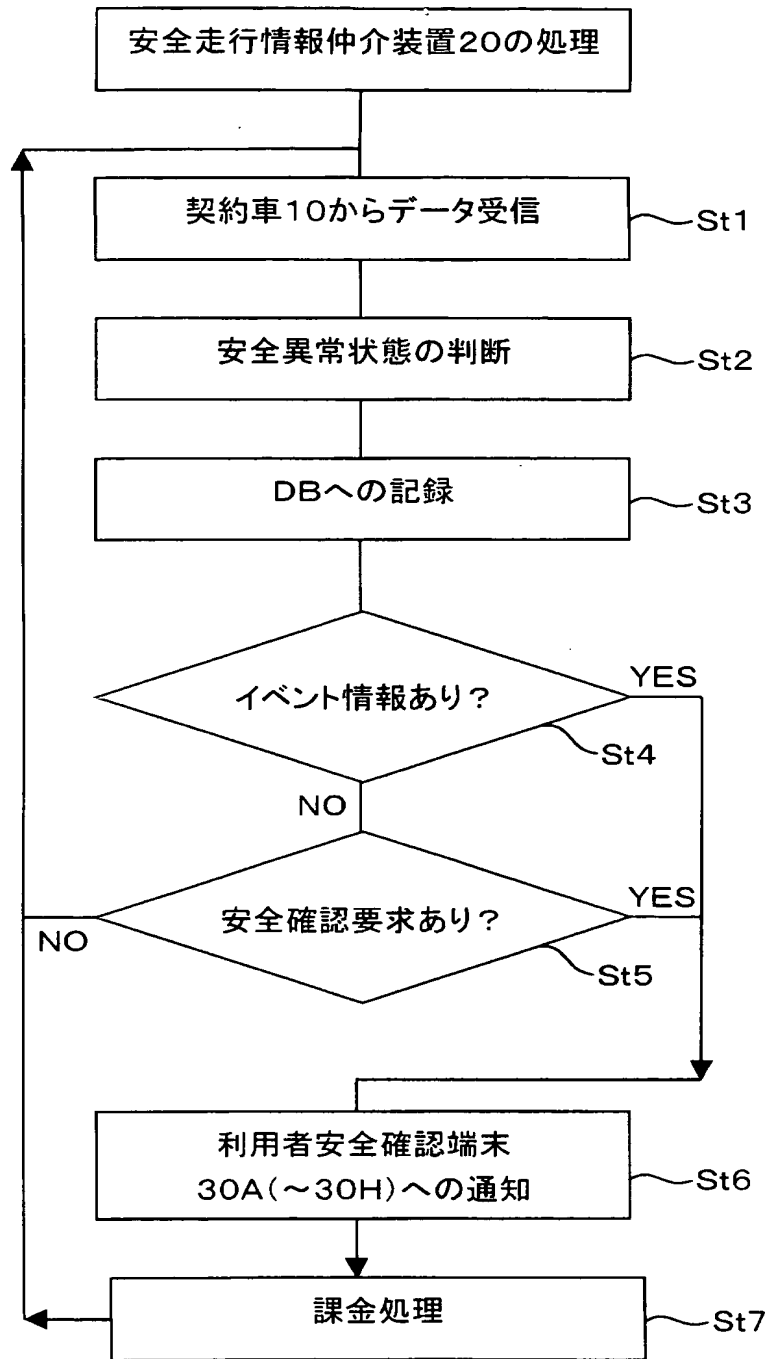 安全走行情報仲介装置20の処理
契約車10からデータ受信
St1
安全異常状態の判断
St2
DBへの記録
St3
イベント情報あり?
YES
St4
NO
安全確認要求あり?
YES
NO
St5
利用者安全確認端末
30A(~30H)への通知
St6
課金処理
St7